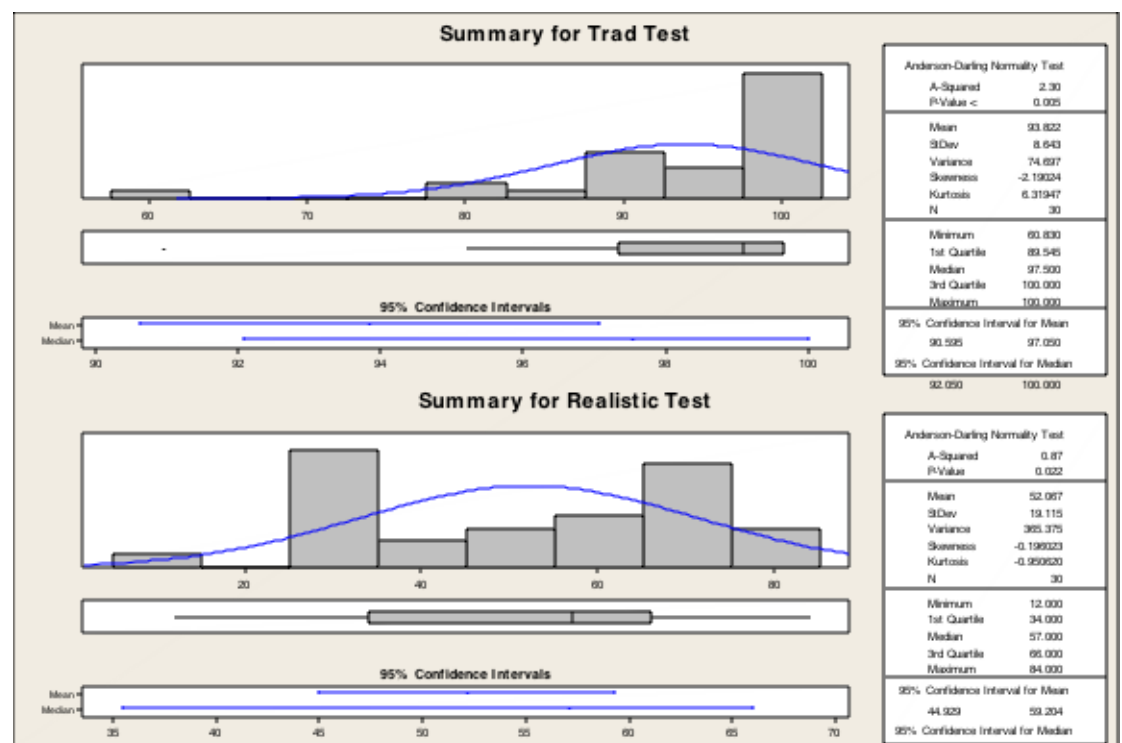 Summary for Trad Test
60 70 80 90 100
95% Confidence Intervals
Mean
Median
90 92 94 96 98 100
Anderson-Darling Normality Test
A-Squared 2.30
P-Value < 0.005
Mean 93.822
StDev 8.643
Variance 74.697
Skewness -2.19024
Kurtosis 6.31947
N 30
Minimum 60.830
1st Quartile 89.545
Median 97.500
3rd Quartile 100.000
Maximum 100.000
95% Confidence Interval for Mean
90.595 97.050
95% Confidence Interval for Median
92.050 100.000
Summary for Realistic Test
20 40 60 80
95% Confidence Intervals
Mean
Median
35 40 45 50 55 60 65 70
Anderson-Darling Normality Test
A-Squared 0.87
P-Value 0.022
Mean 52.067
StDev 19.115
Variance 365.375
Skewness -0.196023
Kurtosis -0.950620
N 30
Minimum 12.000
1st Quartile 34.000
Median 57.000
3rd Quartile 66.000
Maximum 84.000
95% Confidence Interval for Mean
44.929 59.204
95% Confidence Interval for Median